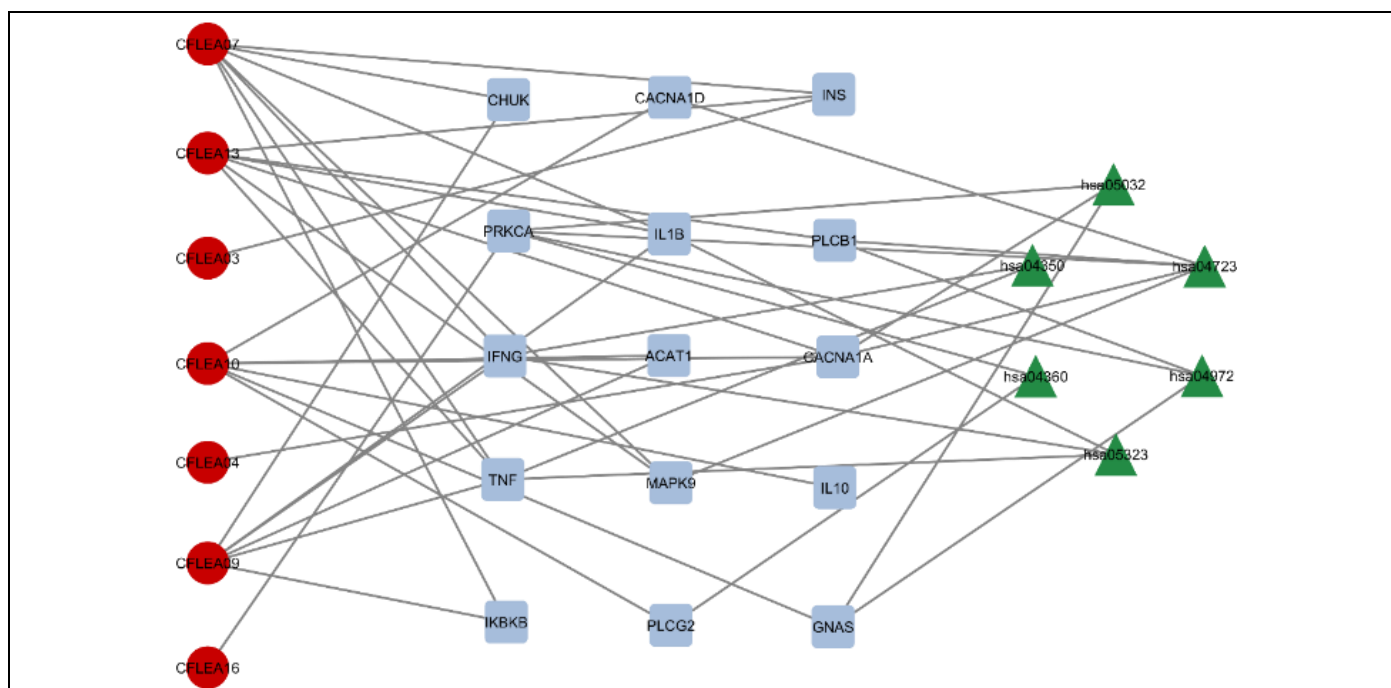 CFLEA07
CHUK
CACNA1D
INS
CFLEA13
hsa05032
PRKCA
IL1B
PLCB1
CFLEA03
hsa04350
hsa04723
IFNG
ACAT1
CACNA1A
CFLEA10
hsa04360
hsa04972
CFLEA04
hsa05323
TNF
MAPK9
IL10
CFLEA09
IKBKB
PLCG2
GNAS
CFLEA16